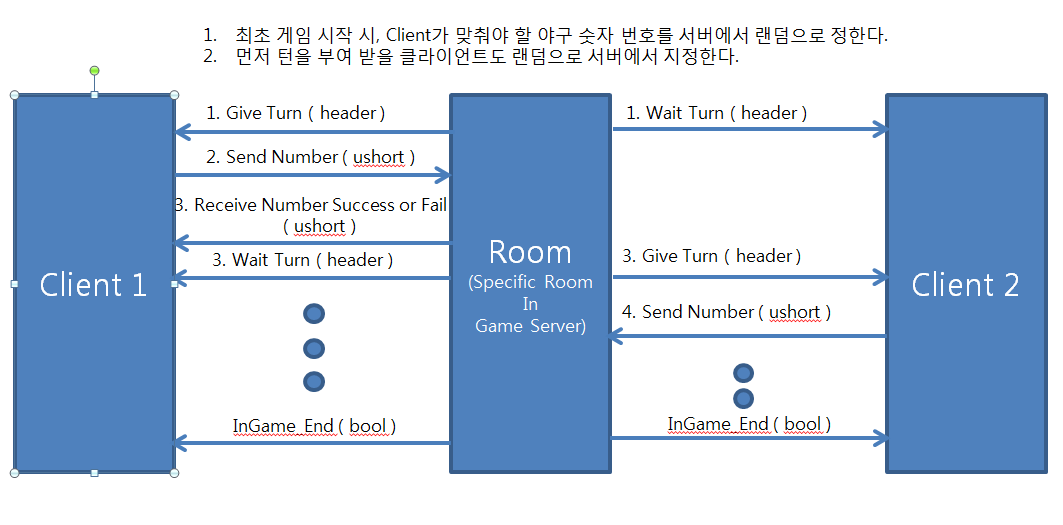 1. 최초 게임 시작 시, Client가 맞춰야 할 야구 숫자 번호를 서버에서 랜덤으로 정한다.
2. 먼저 턴을 부여 받을 클라이언트도 랜덤으로 서버에서 지정한다.
1. Give Turn ( header )
1. Wait Turn ( header )
2. Send Number ( ushort )
3. Receive Number Success or Fail
( ushort )
3. Wait Turn ( header )
3. Give Turn ( header )
4. Send Number ( ushort )
Client 1
Room
(Specific Room
In
Game Server)
Client 2
InGame_End ( bool )
InGame_End ( bool )